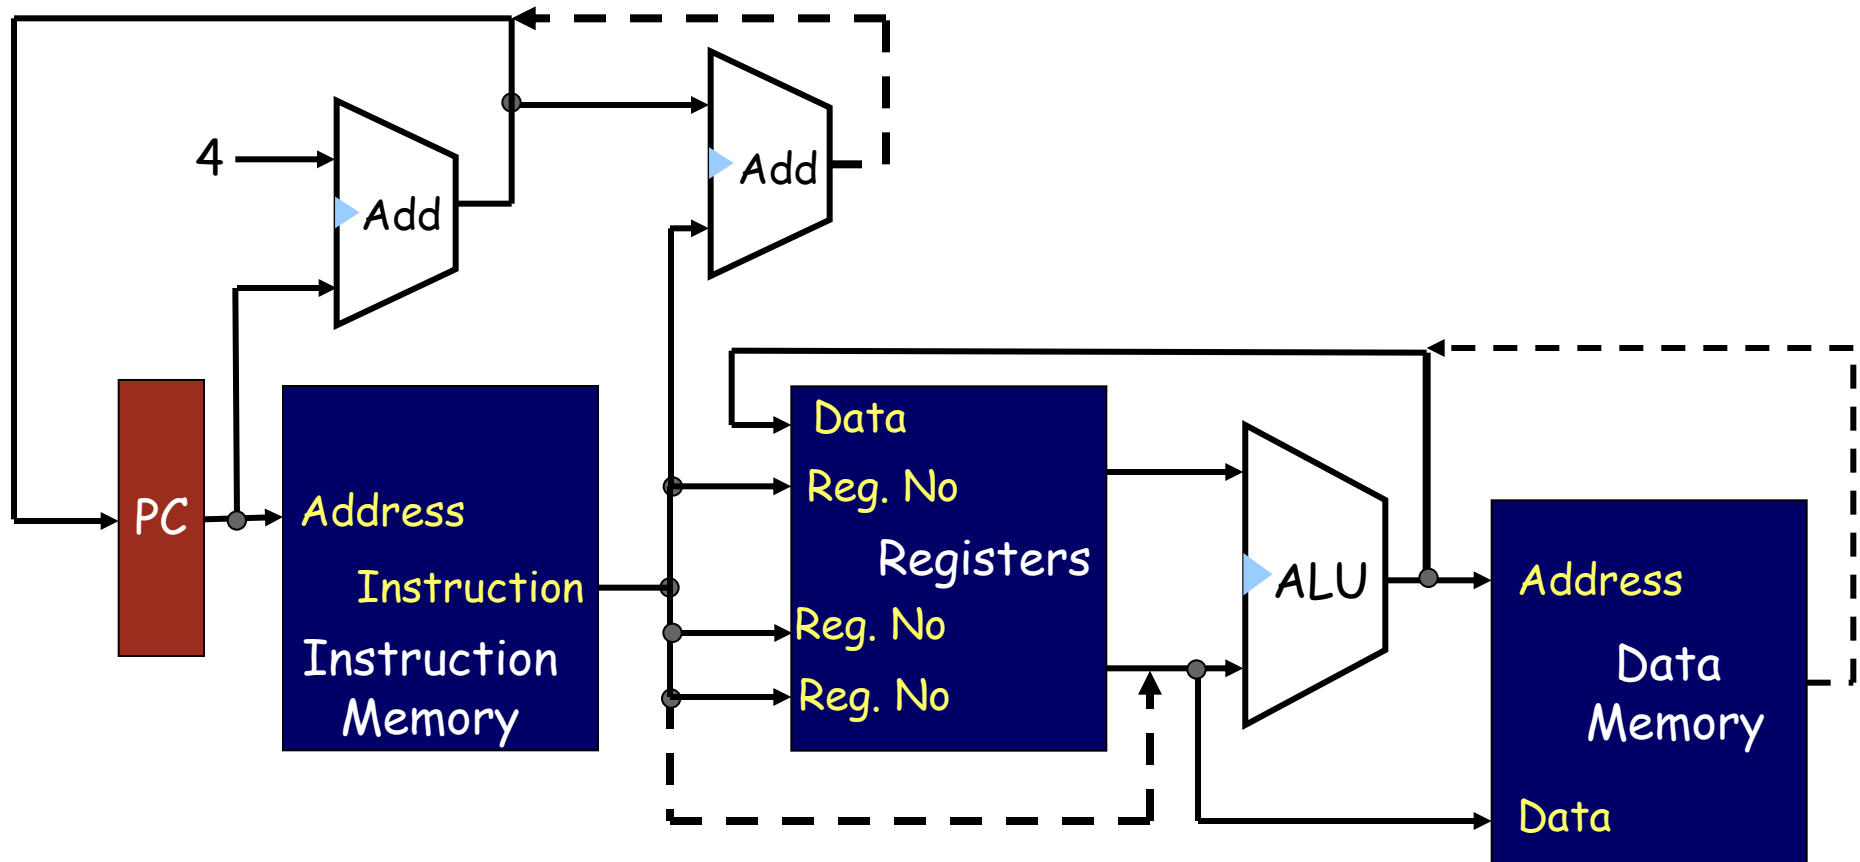 4
Add
Add
PC
Address
Instruction
Instruction
Memory
Data
Reg. No
Registers
Reg. No
Reg. No
ALU
Address
Data
Memory
Data